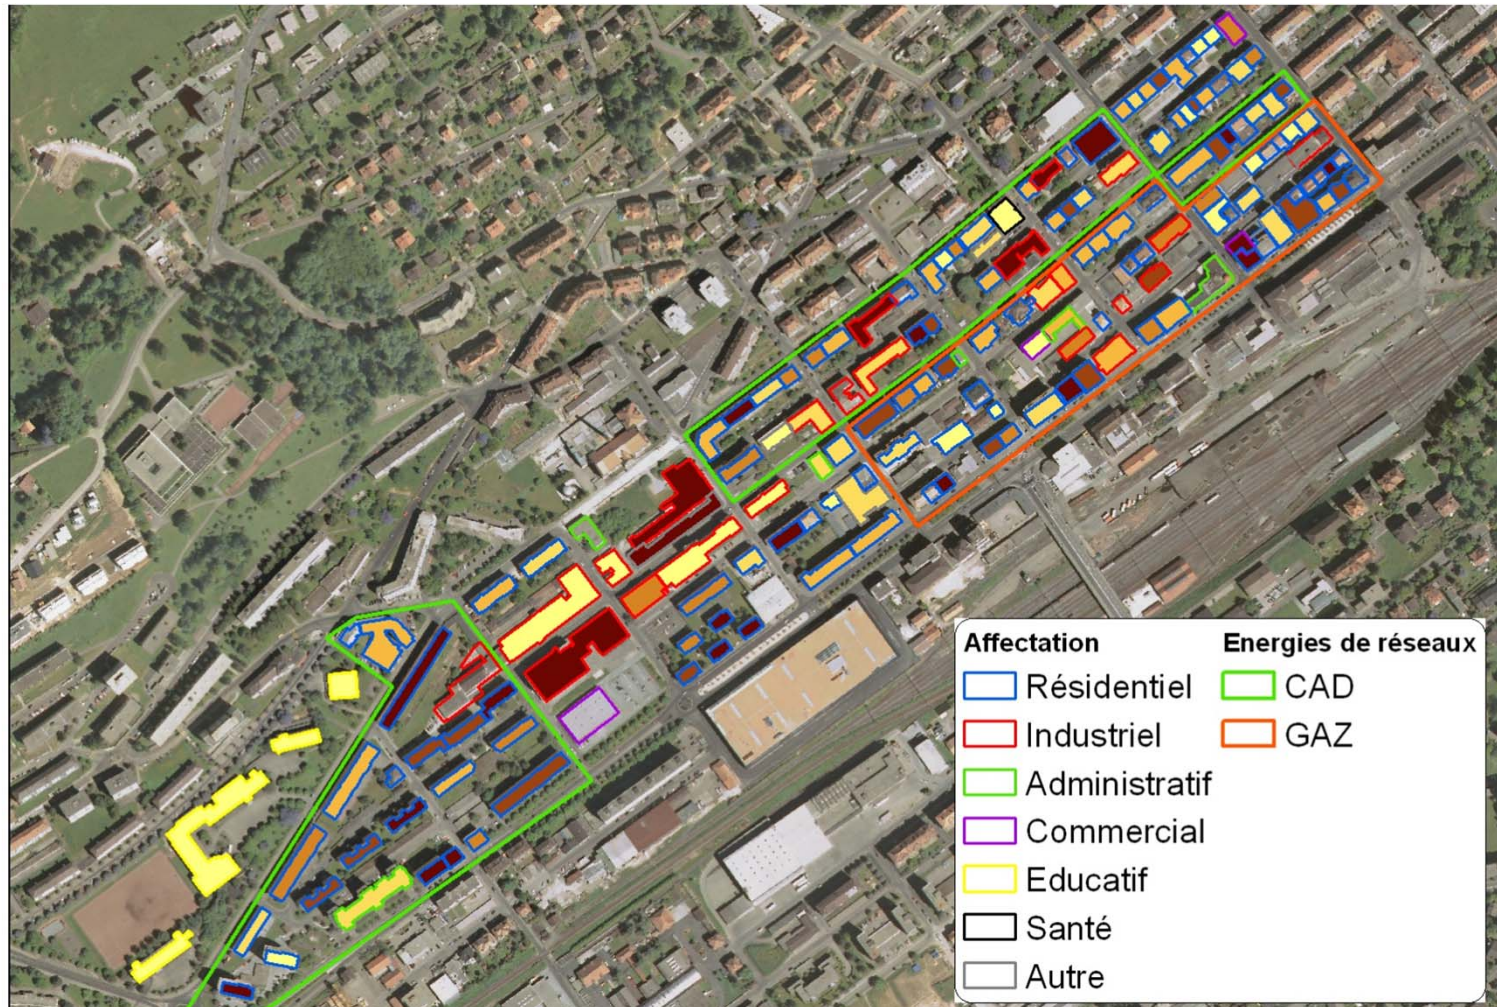 Affectation
Energies de réseaux
Résidentiel
CAD
Industriel
GAZ
Administratif
Commercial
Educatif
Santé
Autre